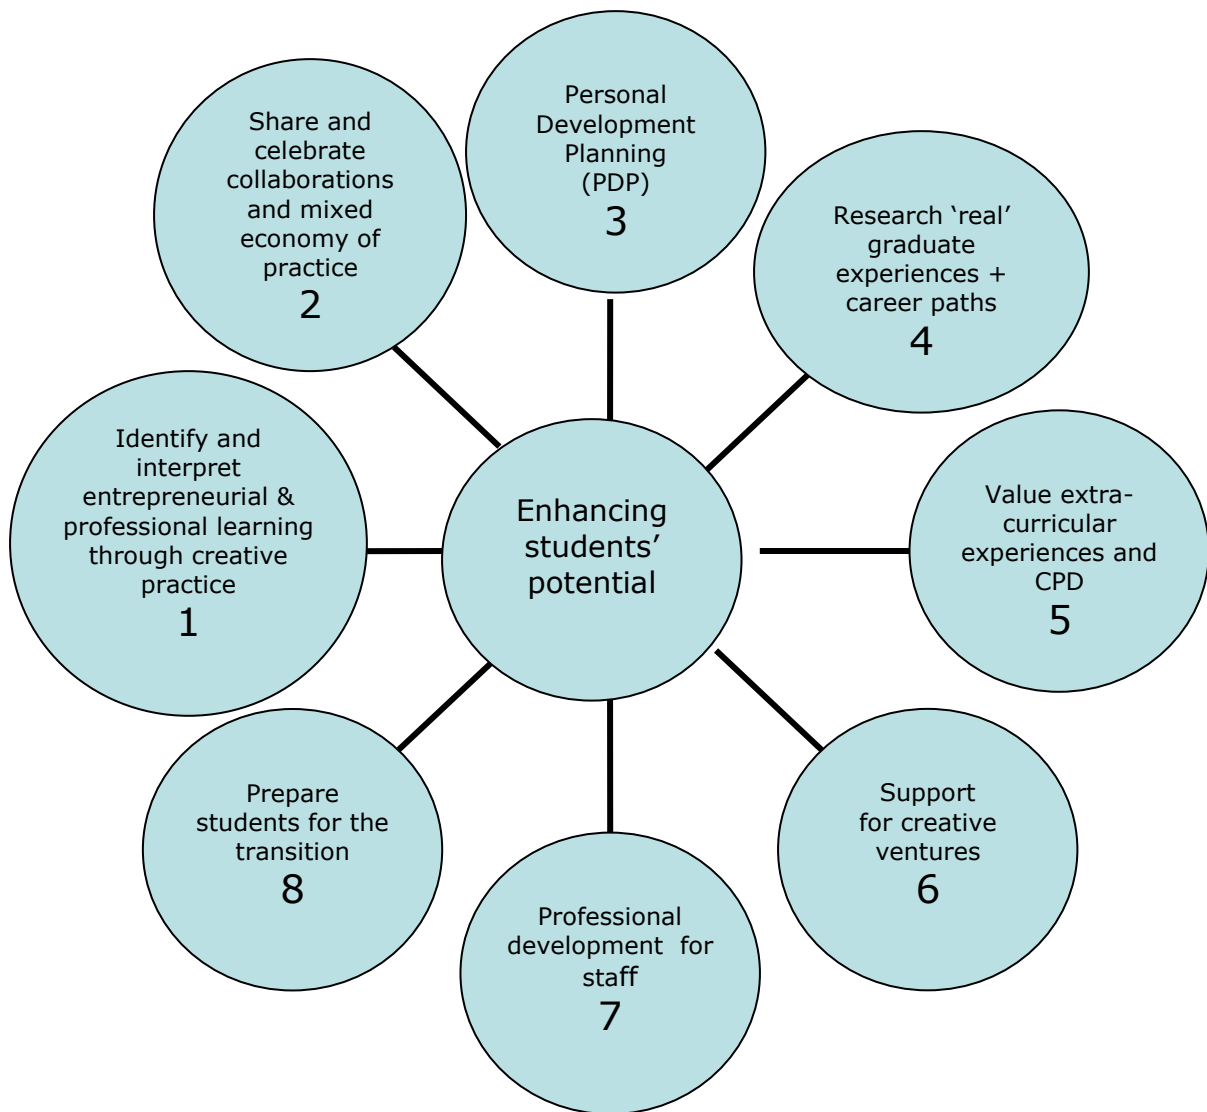 Identify and
interpret
entrepreneurial &
professional learning
through creative
practice
1
Share and
celebrate
collaborations
and mixed
economy of
practice
2
Personal
Development
Planning
(PDP)
3
Research ‘real’
graduate
experiences +
career paths
4
Value extra-
curricular
experiences and
CPD
5
Support
for creative
ventures
6
Professional
development  for
staff
7
Prepare
students for the
transition
8
Enhancing
students’
potential